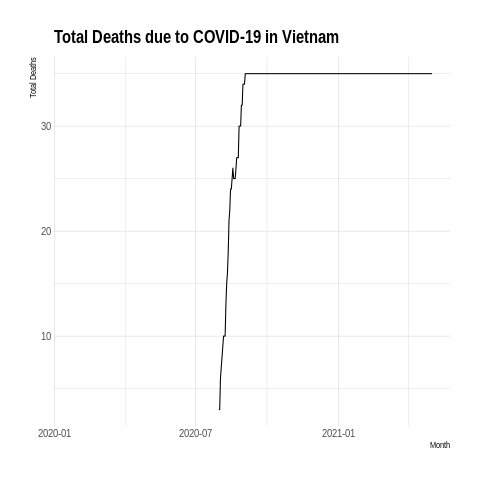 Total Deaths due to COVID-19 in Vietnam
Total Deaths
30
20
10
2020-01 2020-07 2021-01
Month